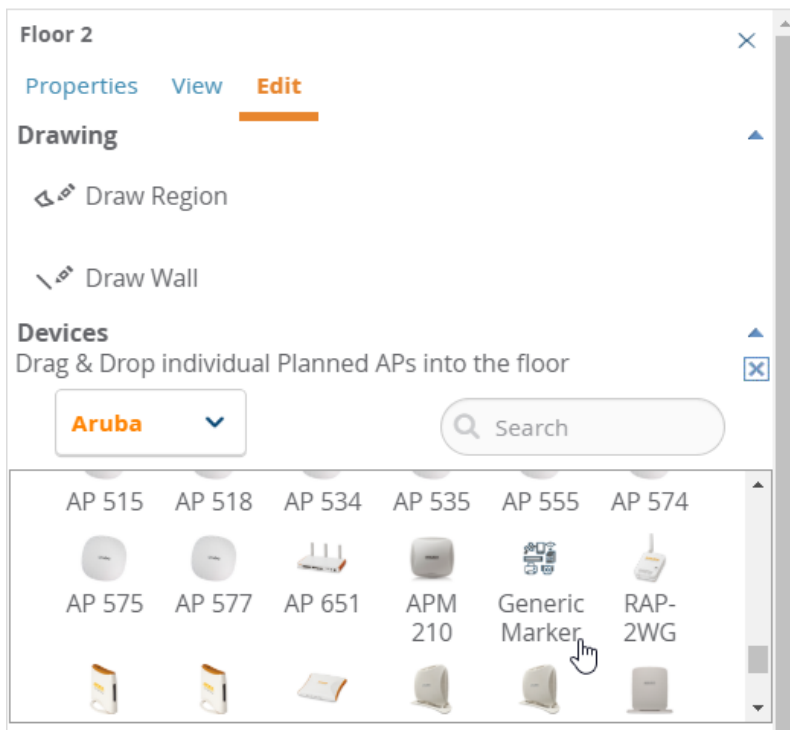 Floor 2
Properties View Edit
Drawing
Draw Region
Draw Wall
Devices
Drag & Drop individual Planned APs into the floor
Aruba
Search
AP 515 AP 518 AP 534 AP 535 AP 555 AP 574
AP 575 AP 577 AP 651 APM Generic RAP-
210 Marker 2WG